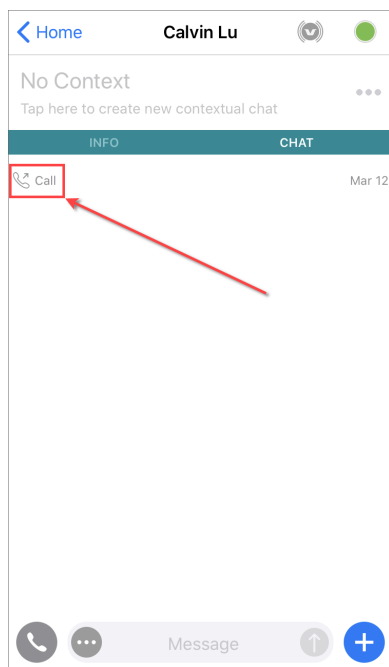 Home
Calvin Lu
No Context
Tap here to create new contextual chat
INFO
CHAT
Call
Mar 12
Message